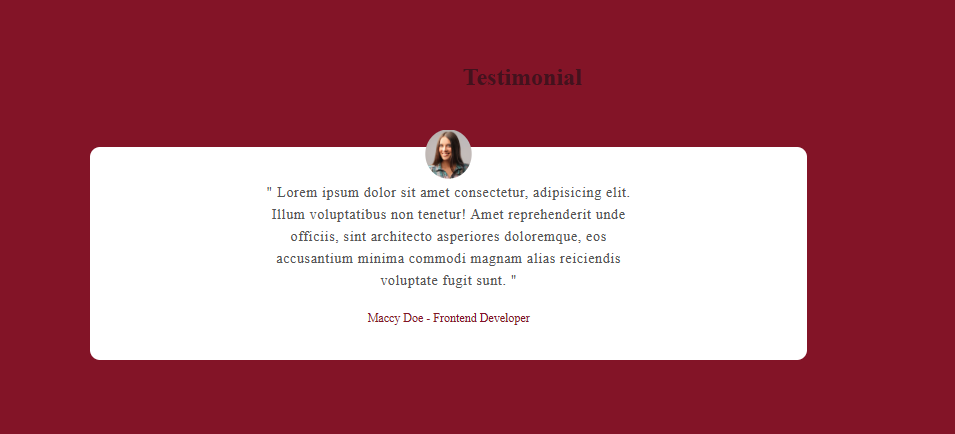 Testimonial
" Lorem ipsum dolor sit amet consectetur, adipisicing elit.
Illum voluptatibus non tenetur! Amet reprehenderit unde
officiis, sint architecto asperiores doloremque, eos
accusantium minima commodi magnam alias reiciendis
voluptate fugit sunt. "
Maccy Doe - Frontend Developer